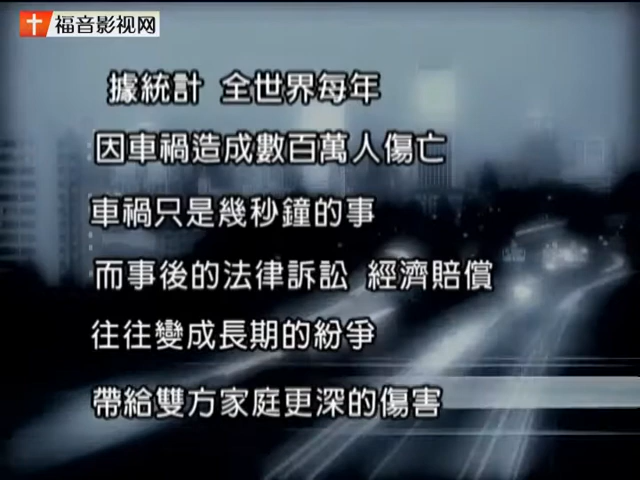 福音影视网
據統計 全世界每年
因車禍造成數百萬人傷亡
車禍只是幾秒鐘的事
而事後的法律訴訟 經濟賠償
往往變成長期的紛爭
帶給雙方家庭更深的傷害